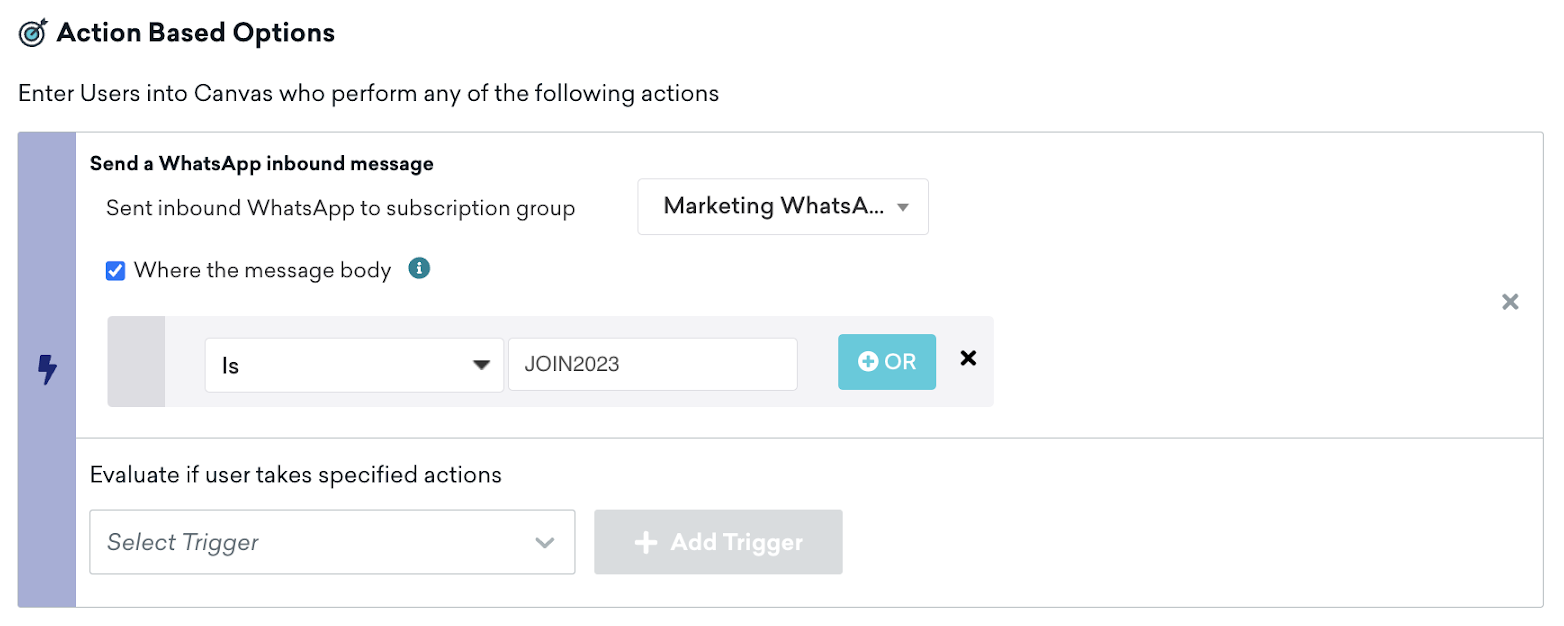 Action Based Options
Enter Users into Canvas who perform any of the following actions
Send a WhatsApp inbound message
Sent inbound WhatsApp to subscription group
Marketing WhatsA...
Where the message body
Is
JOIN2023
OR
Evaluate if user takes specified actions
Select Trigger
Add Trigger